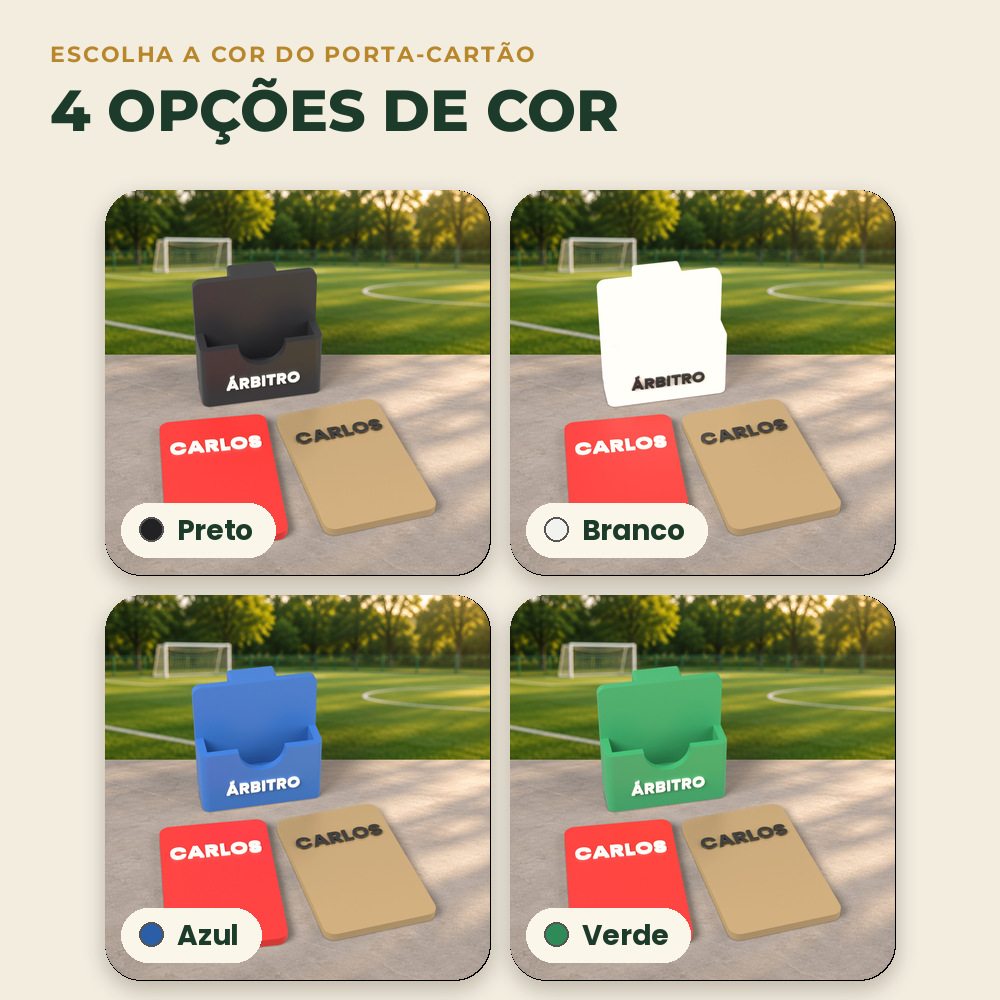 ESCOLHA A COR DO PORTA-CARTÃO
4 OPÇÕES DE COR
ÁRBITRO
CARLOS
CARLOS
Preto
ÁRBITRO
CARLOS
CARLOS
Branco
ÁRBITRO
CARLOS
CARLOS
Azul
ÁRBITRO
CARLOS
CARLOS
Verde